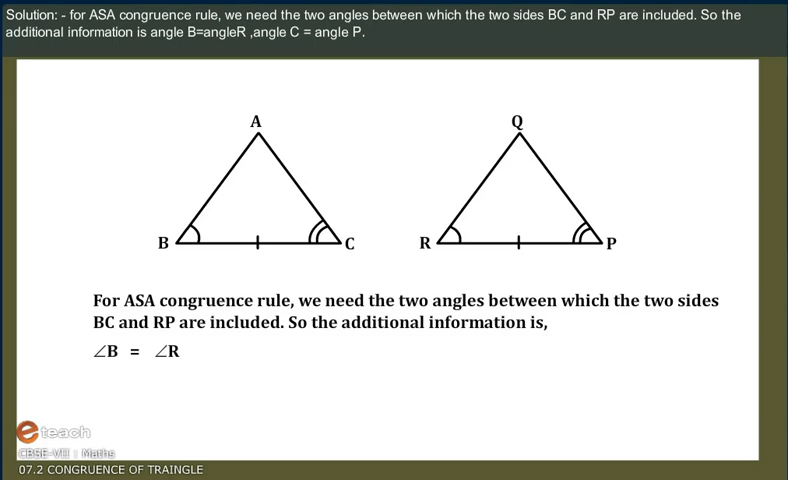 Solution: - for ASA congruence rule, we need the two angles between which the two sides BC and RP are included. So the
additional information is angle B=angleR ,angle C = angle P.
A
Q
B
C
R
P
For ASA congruence rule, we need the two angles between which the two sides
BC and RP are included. So the additional information is,
∠B = ∠R
e teach
CBSE-VII | Maths
07.2 CONGRUENCE OF TRAINGLE